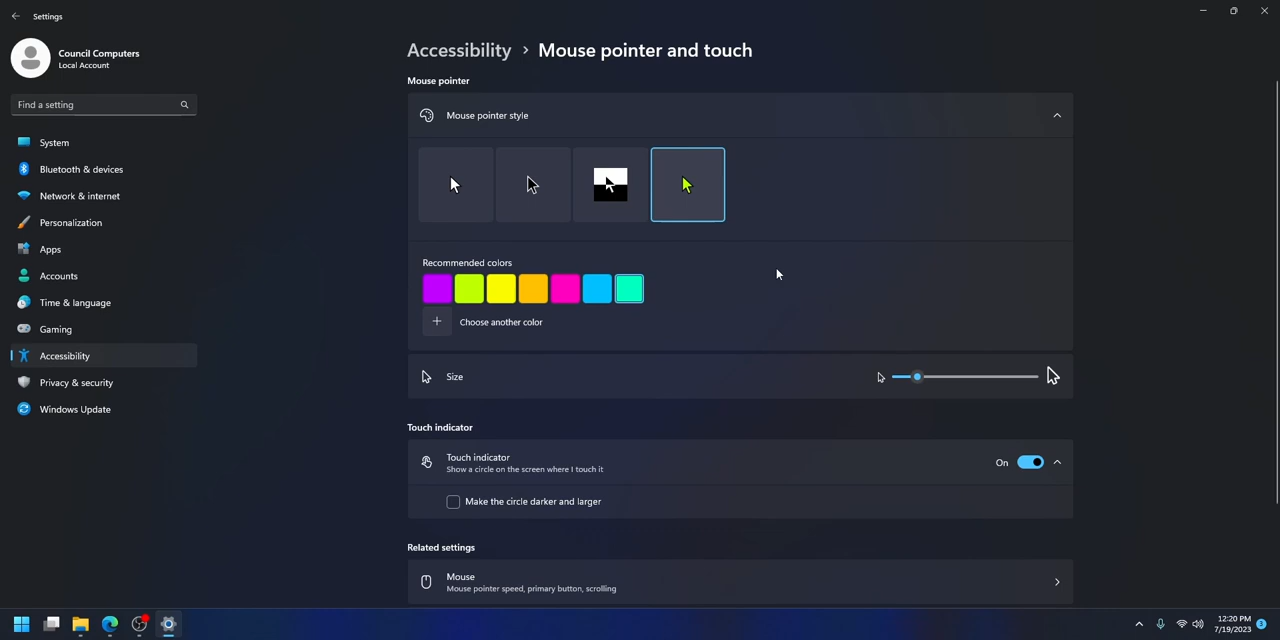 Settings
Council Computers
Local Account
Find a setting
System
Bluetooth & devices
Network & internet
Personalization
Apps
Accounts
Time & language
Gaming
Accessibility
Privacy & security
Windows Update
Accessibility > Mouse pointer and touch
Mouse pointer
Mouse pointer style
Recommended colors
Choose another color
Size
Touch indicator
Touch indicator
Show a circle on the screen where I touch it
On
Make the circle darker and larger
Related settings
Mouse
Mouse pointer speed, primary button, scrolling
12:20 PM
7/19/2023
3